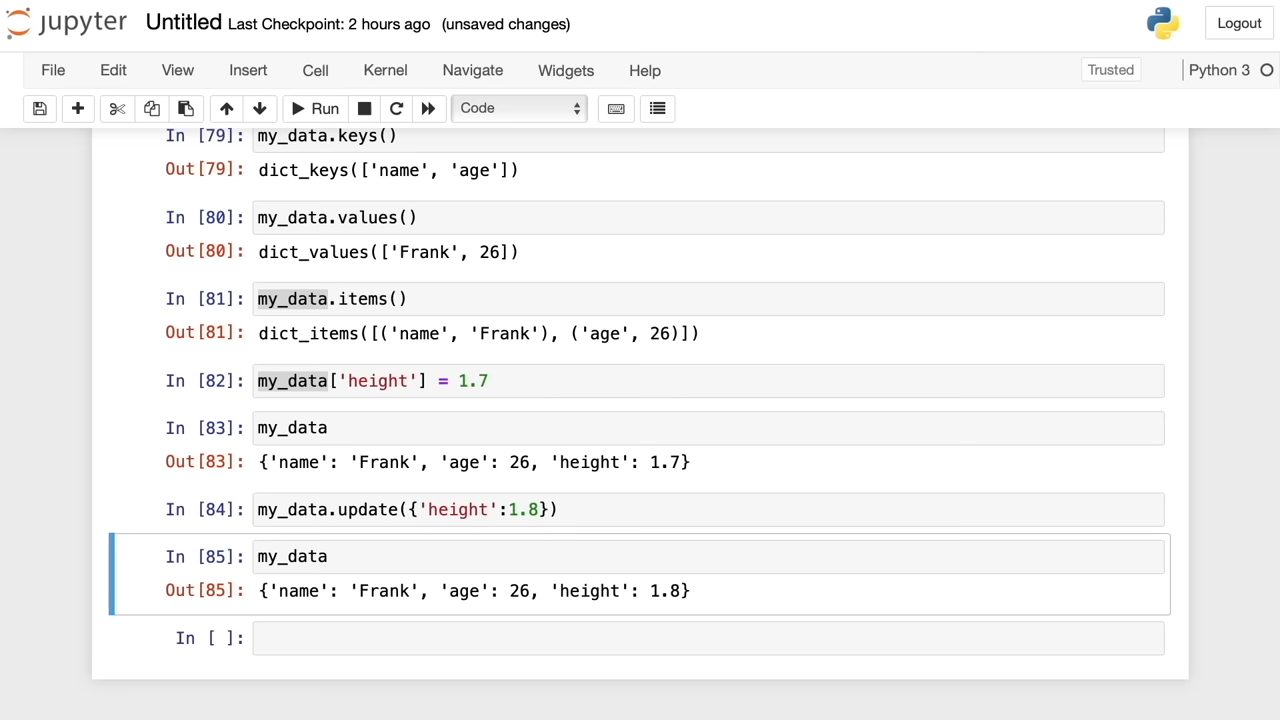 jupyter Untitled Last Checkpoint: 2 hours ago (unsaved changes) Logout
File Edit View Insert Cell Kernel Navigate Widgets Help Trusted Python 3
Run Code
In [79]: my_data.keys()
Out[79]: dict_keys(['name', 'age'])
In [80]: my_data.values()
Out[80]: dict_values(['Frank', 26])
In [81]: my_data.items()
Out[81]: dict_items([('name', 'Frank'), ('age', 26)])
In [82]: my_data['height'] = 1.7
In [83]: my_data
Out[83]: {'name': 'Frank', 'age': 26, 'height': 1.7}
In [84]: my_data.update({'height':1.8})
In [85]: my_data
Out[85]: {'name': 'Frank', 'age': 26, 'height': 1.8}
In [ ]: